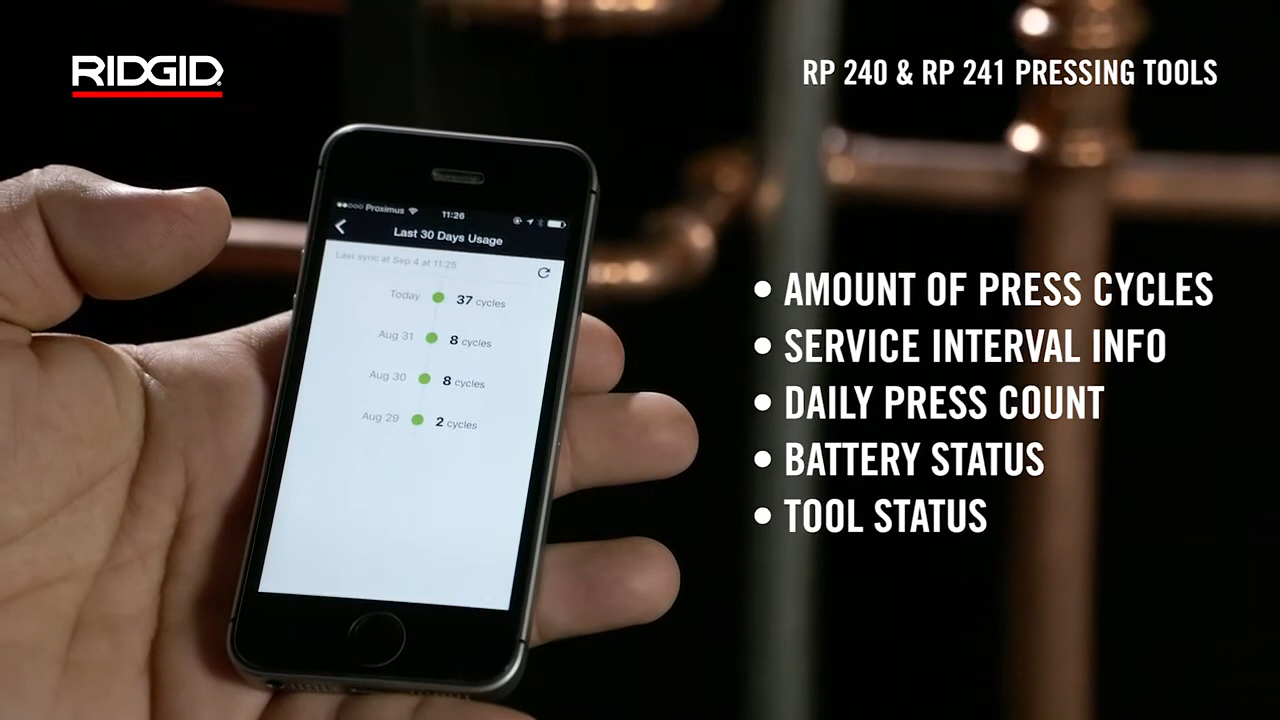 RIDGID
RP 240 & RP 241 PRESSING TOOLS
Proximus
11:26
Last 30 Days Usage
Last sync at Sep 4 at 11:25
Today 37 cycles
Aug 31 8 cycles
Aug 30 8 cycles
Aug 29 2 cycles
• AMOUNT OF PRESS CYCLES
• SERVICE INTERVAL INFO
• DAILY PRESS COUNT
• BATTERY STATUS
• TOOL STATUS